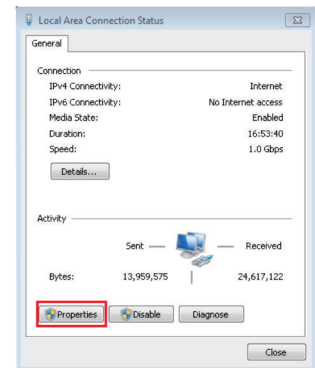 Local Area Connection Status
General
Connection
IPv4 Connectivity: Internet
IPv6 Connectivity: No Internet access
Media State: Enabled
Duration: 16:53:40
Speed: 1.0 Gbps
Details...
Activity
Sent Received
Bytes: 13,959,575 24,617,122
Properties Disable Diagnose
Close